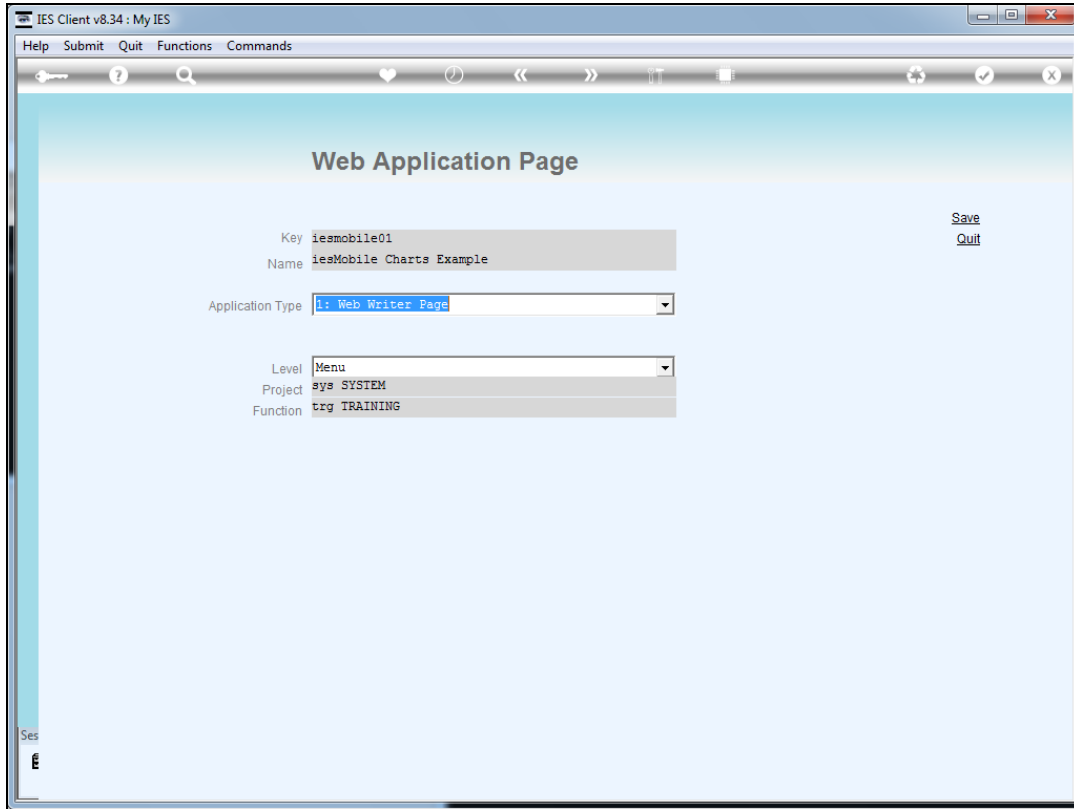 IES Client v8.34 : My IES
Help Submit Quit Functions Commands
Web Application Page
Save
Key iesmobile01
Quit
Name iesMobile Charts Example
Application Type 1: Web Writer Page
Level Menu
Project sys SYSTEM
Function trg TRAINING
Ses